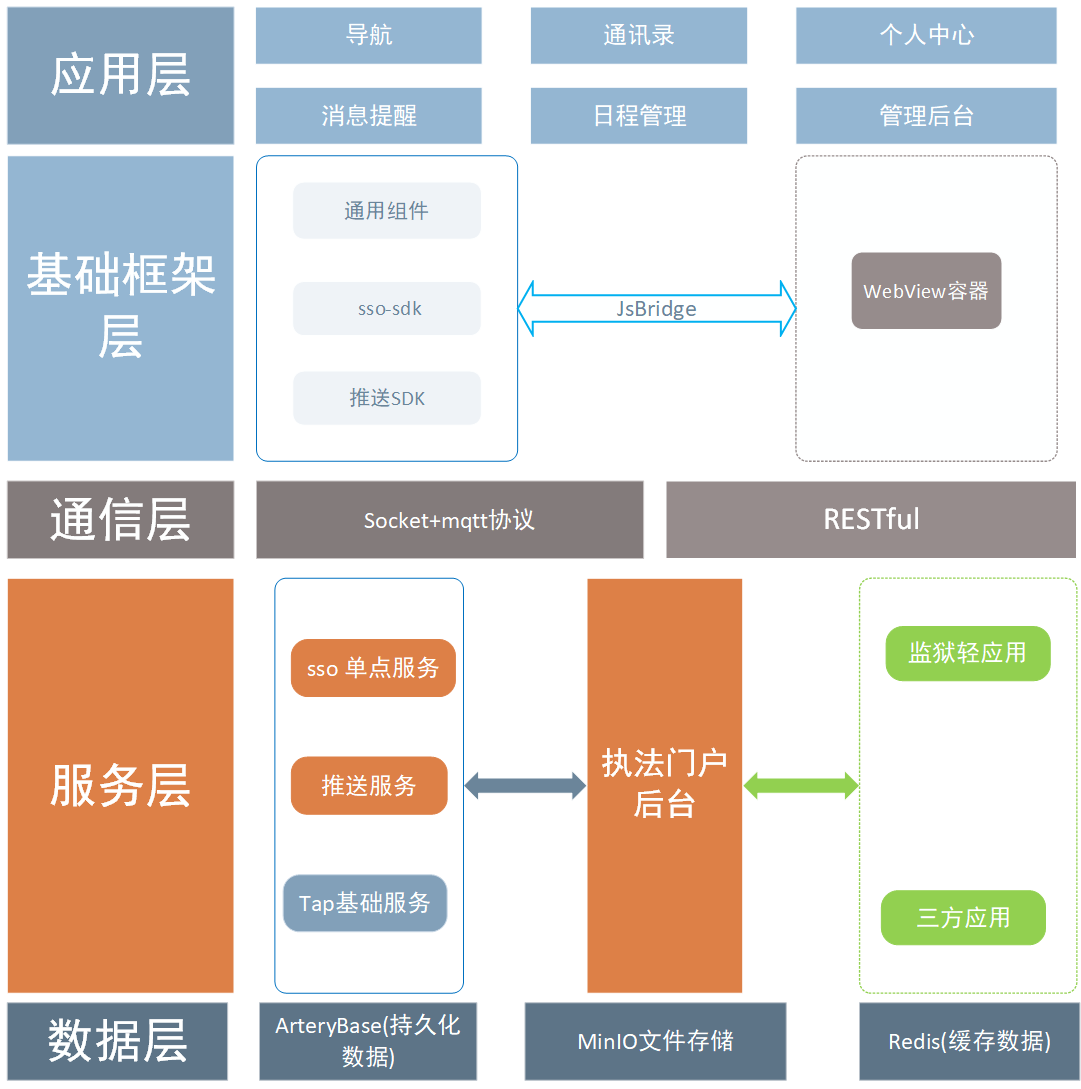 应用层
导航
通讯录
个人中心
消息提醒
日程管理
管理后台
基础框架
层
通用组件
sso-sdk
推送SDK
JsBridge
WebView容器
通信层
Socket+mqtt协议
RESTful
服务层
sso 单点服务
推送服务
Tap基础服务
执法门户
后台
监狱轻应用
三方应用
数据层
ArteryBase(持久化
数据)
MinIO文件存储
Redis(缓存数据)